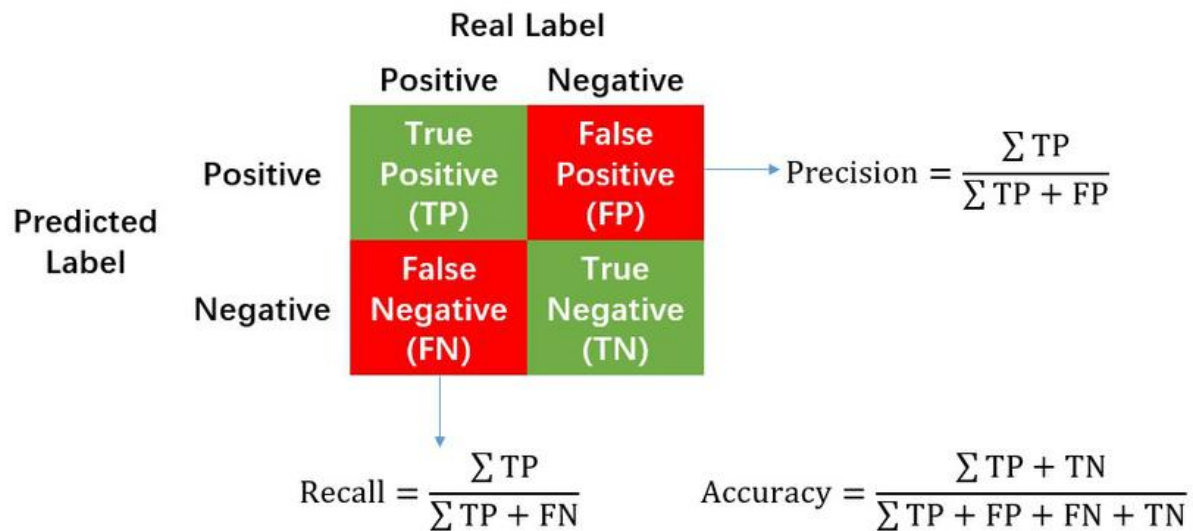 Real Label
Positive Negative
True Positive (TP)
False Positive (FP)
Positive
Precision = ∑ TP / ∑ TP + FP
Predicted Label
False Negative (FN)
True Negative (TN)
Negative
Recall = ∑ TP / ∑ TP + FN
Accuracy = ∑ TP + TN / ∑ TP + FP + FN + TN